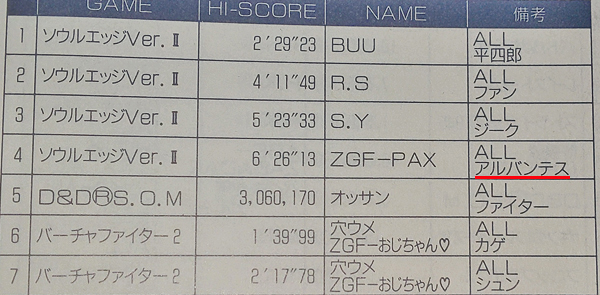 GAME HI-SCORE NAME 備考
1 ソウルエッジVer.Ⅱ 2′29″23 BUU ALL
平四郎
2 ソウルエッジVer.Ⅱ 4′11″49 R.S ALL
ファン
3 ソウルエッジVer.Ⅱ 5′23″33 S.Y ALL
ジーク
4 ソウルエッジVer.Ⅱ 6′26″13 ZGF-PAX ALL
アルバンテス
5 D&DⓇS.O.M 3,060,170 オッサン ALL
ファイター
6 バーチャファイター2 1′39″99 穴ウメ ALL
ZGF-おじちゃん♡ カゲ
7 バーチャファイター2 2′17″78 穴ウメ ALL
ZGF-おじちゃん♡ シュン